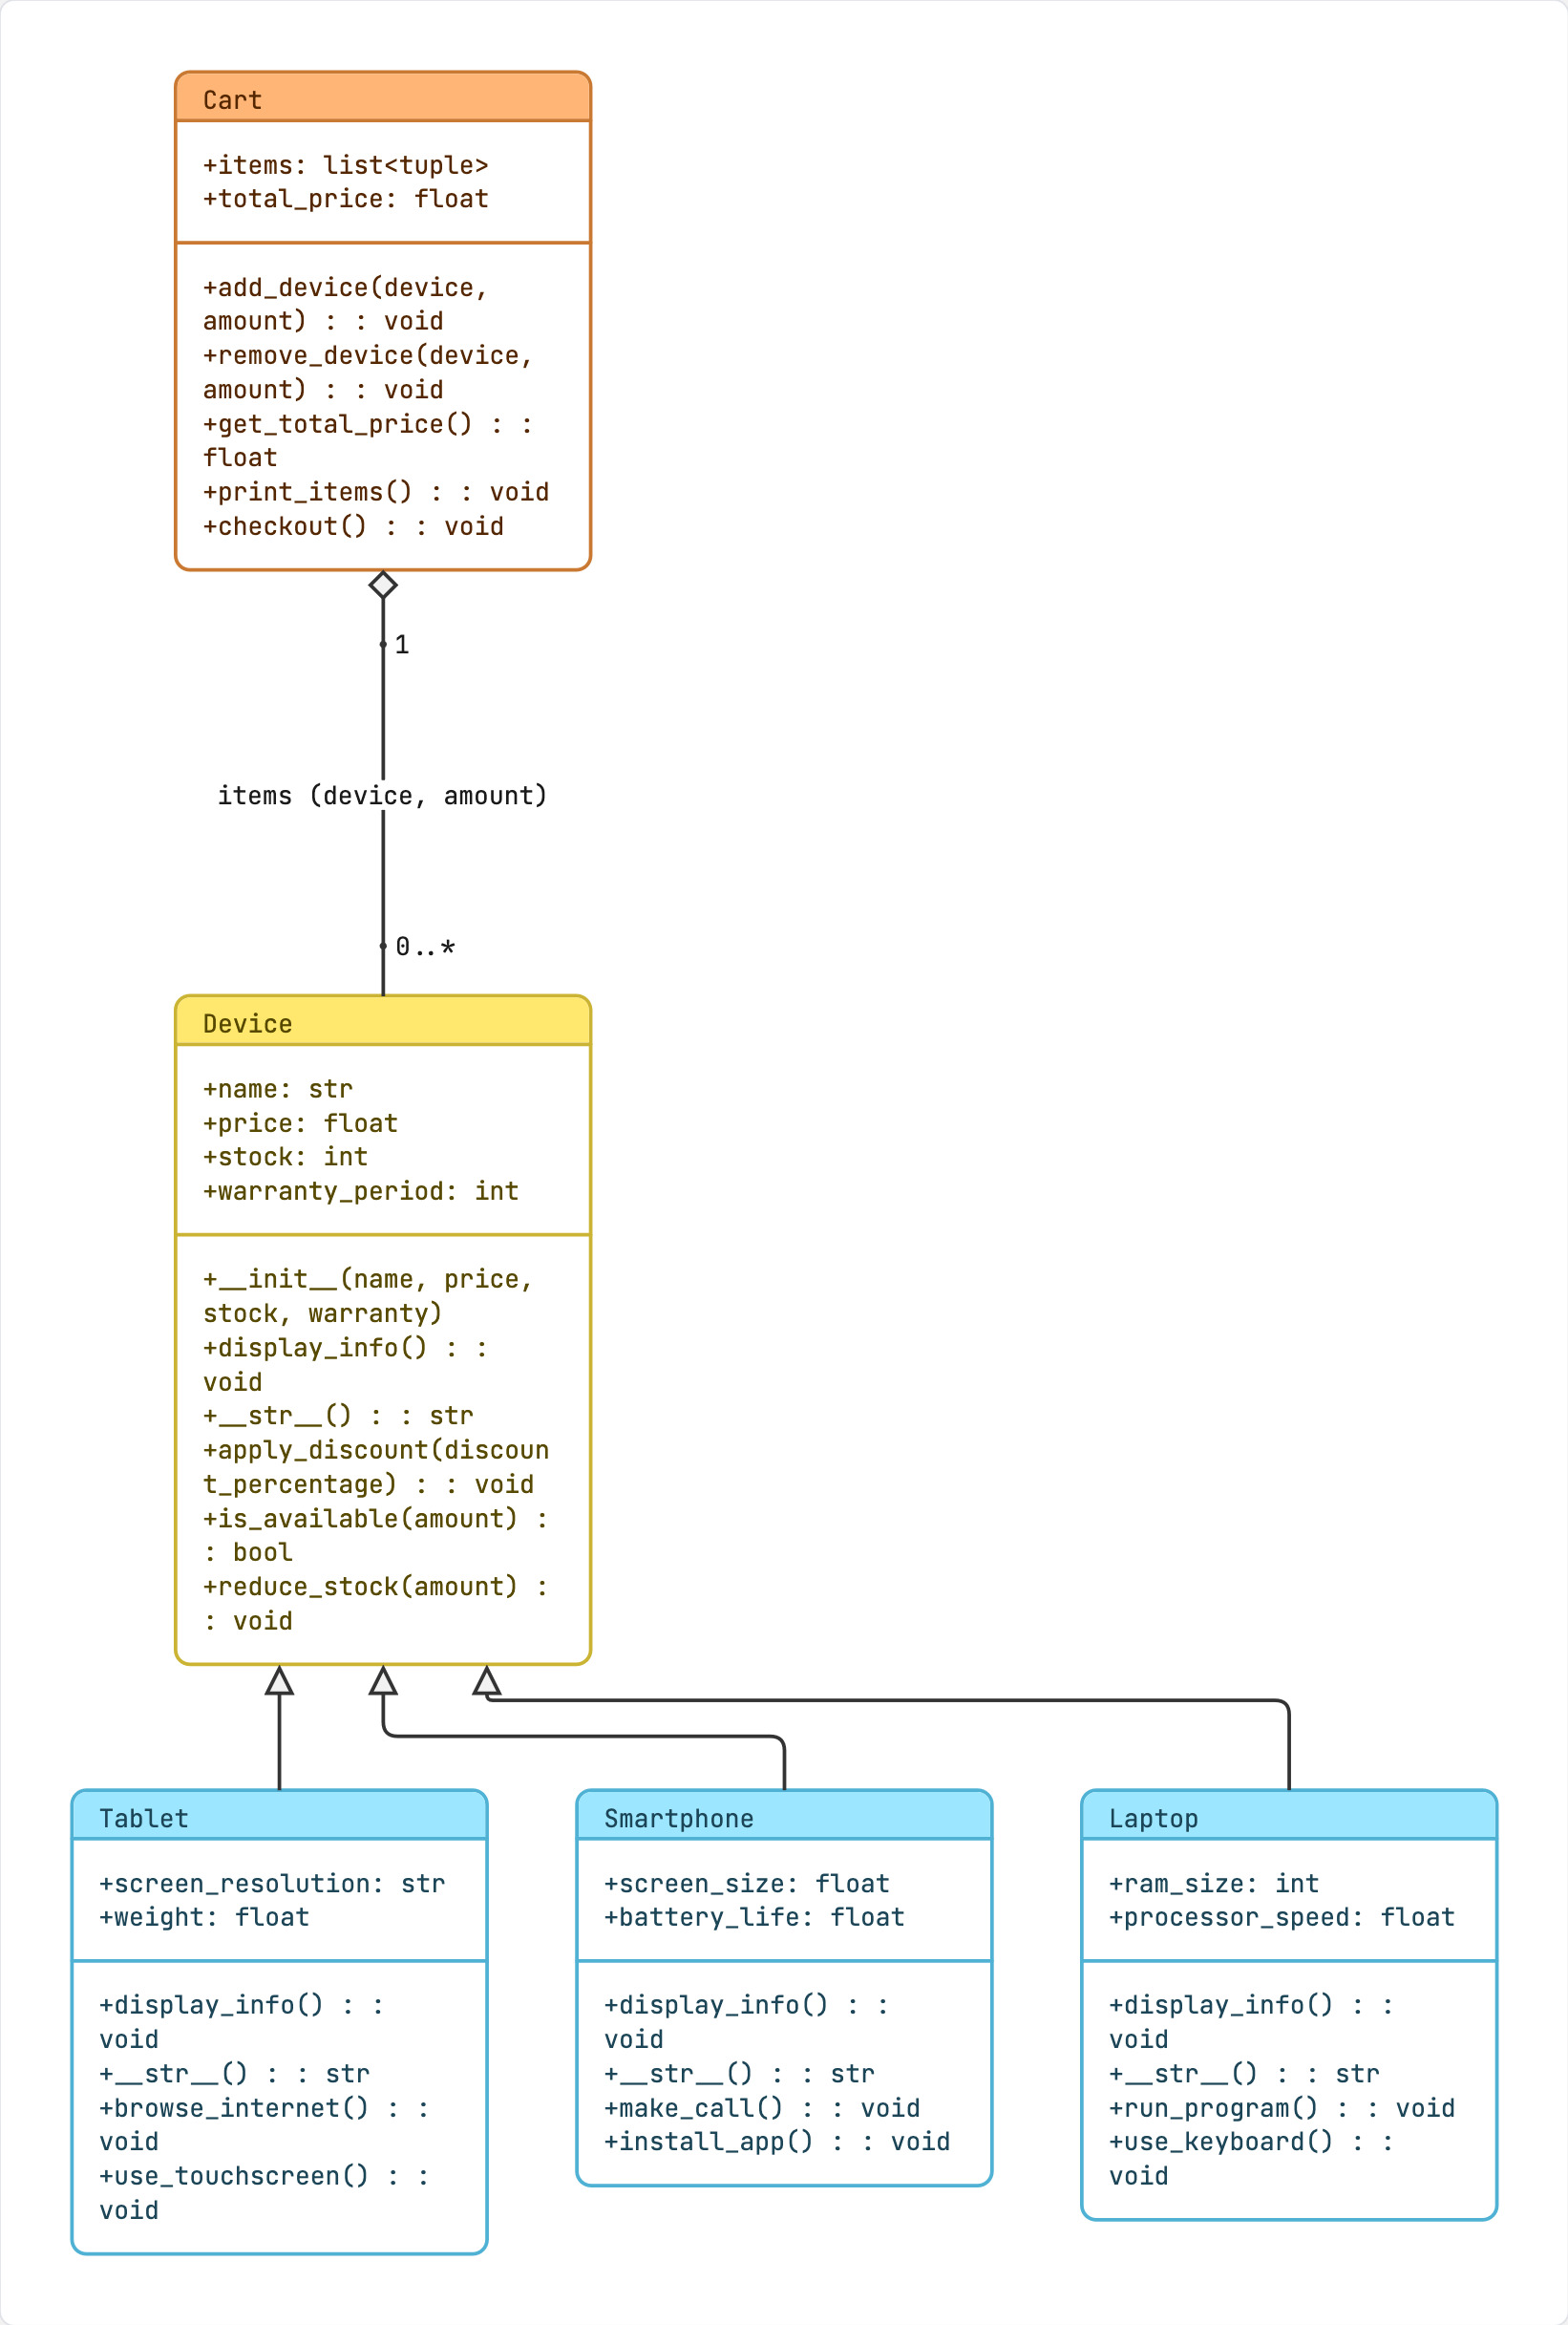 Cart
+items: list<tuple>
+total_price: float
+add_device(device,
amount) : : void
+remove_device(device,
amount) : : void
+get_total_price() : :
float
+print_items() : : void
+checkout() : : void
1
items (device, amount)
0..*
Device
+name: str
+price: float
+stock: int
+warranty_period: int
+__init__(name, price,
stock, warranty)
+display_info() : :
void
+__str__() : : str
+apply_discount(discoun
t_percentage) : : void
+is_available(amount) :
: bool
+reduce_stock(amount) :
: void
Tablet
+screen_resolution: str
+weight: float
+display_info() : :
void
+__str__() : : str
+browse_internet() : :
void
+use_touchscreen() : :
void
Smartphone
+screen_size: float
+battery_life: float
+display_info() : :
void
+__str__() : : str
+make_call() : : void
+install_app() : : void
Laptop
+ram_size: int
+processor_speed: float
+display_info() : :
void
+__str__() : : str
+run_program() : : void
+use_keyboard() : :
void